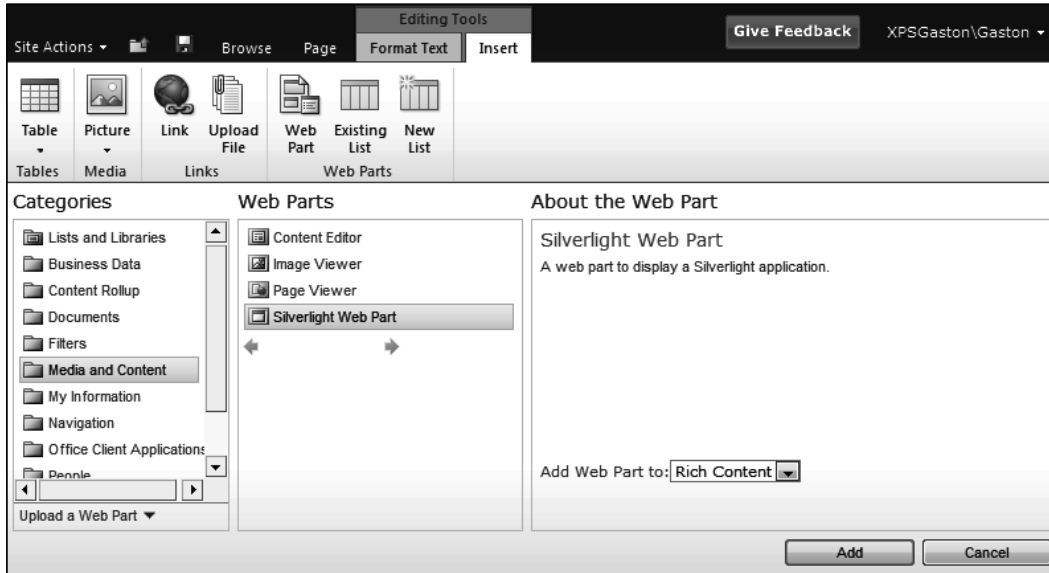 Editing Tools
Site Actions Browse Page Format Text Insert Give Feedback XPSGaston\Gaston
Table Picture Link Upload File Web Part Existing List New List
Tables Media Links Web Parts
Categories Web Parts About the Web Part
Lists and Libraries
Business Data
Content Rollup
Documents
Filters
Media and Content
My Information
Navigation
Office Client Applications
People
Upload a Web Part
Content Editor
Image Viewer
Page Viewer
Silverlight Web Part
Silverlight Web Part
A web part to display a Silverlight application.
Add Web Part to: Rich Content
Add Cancel